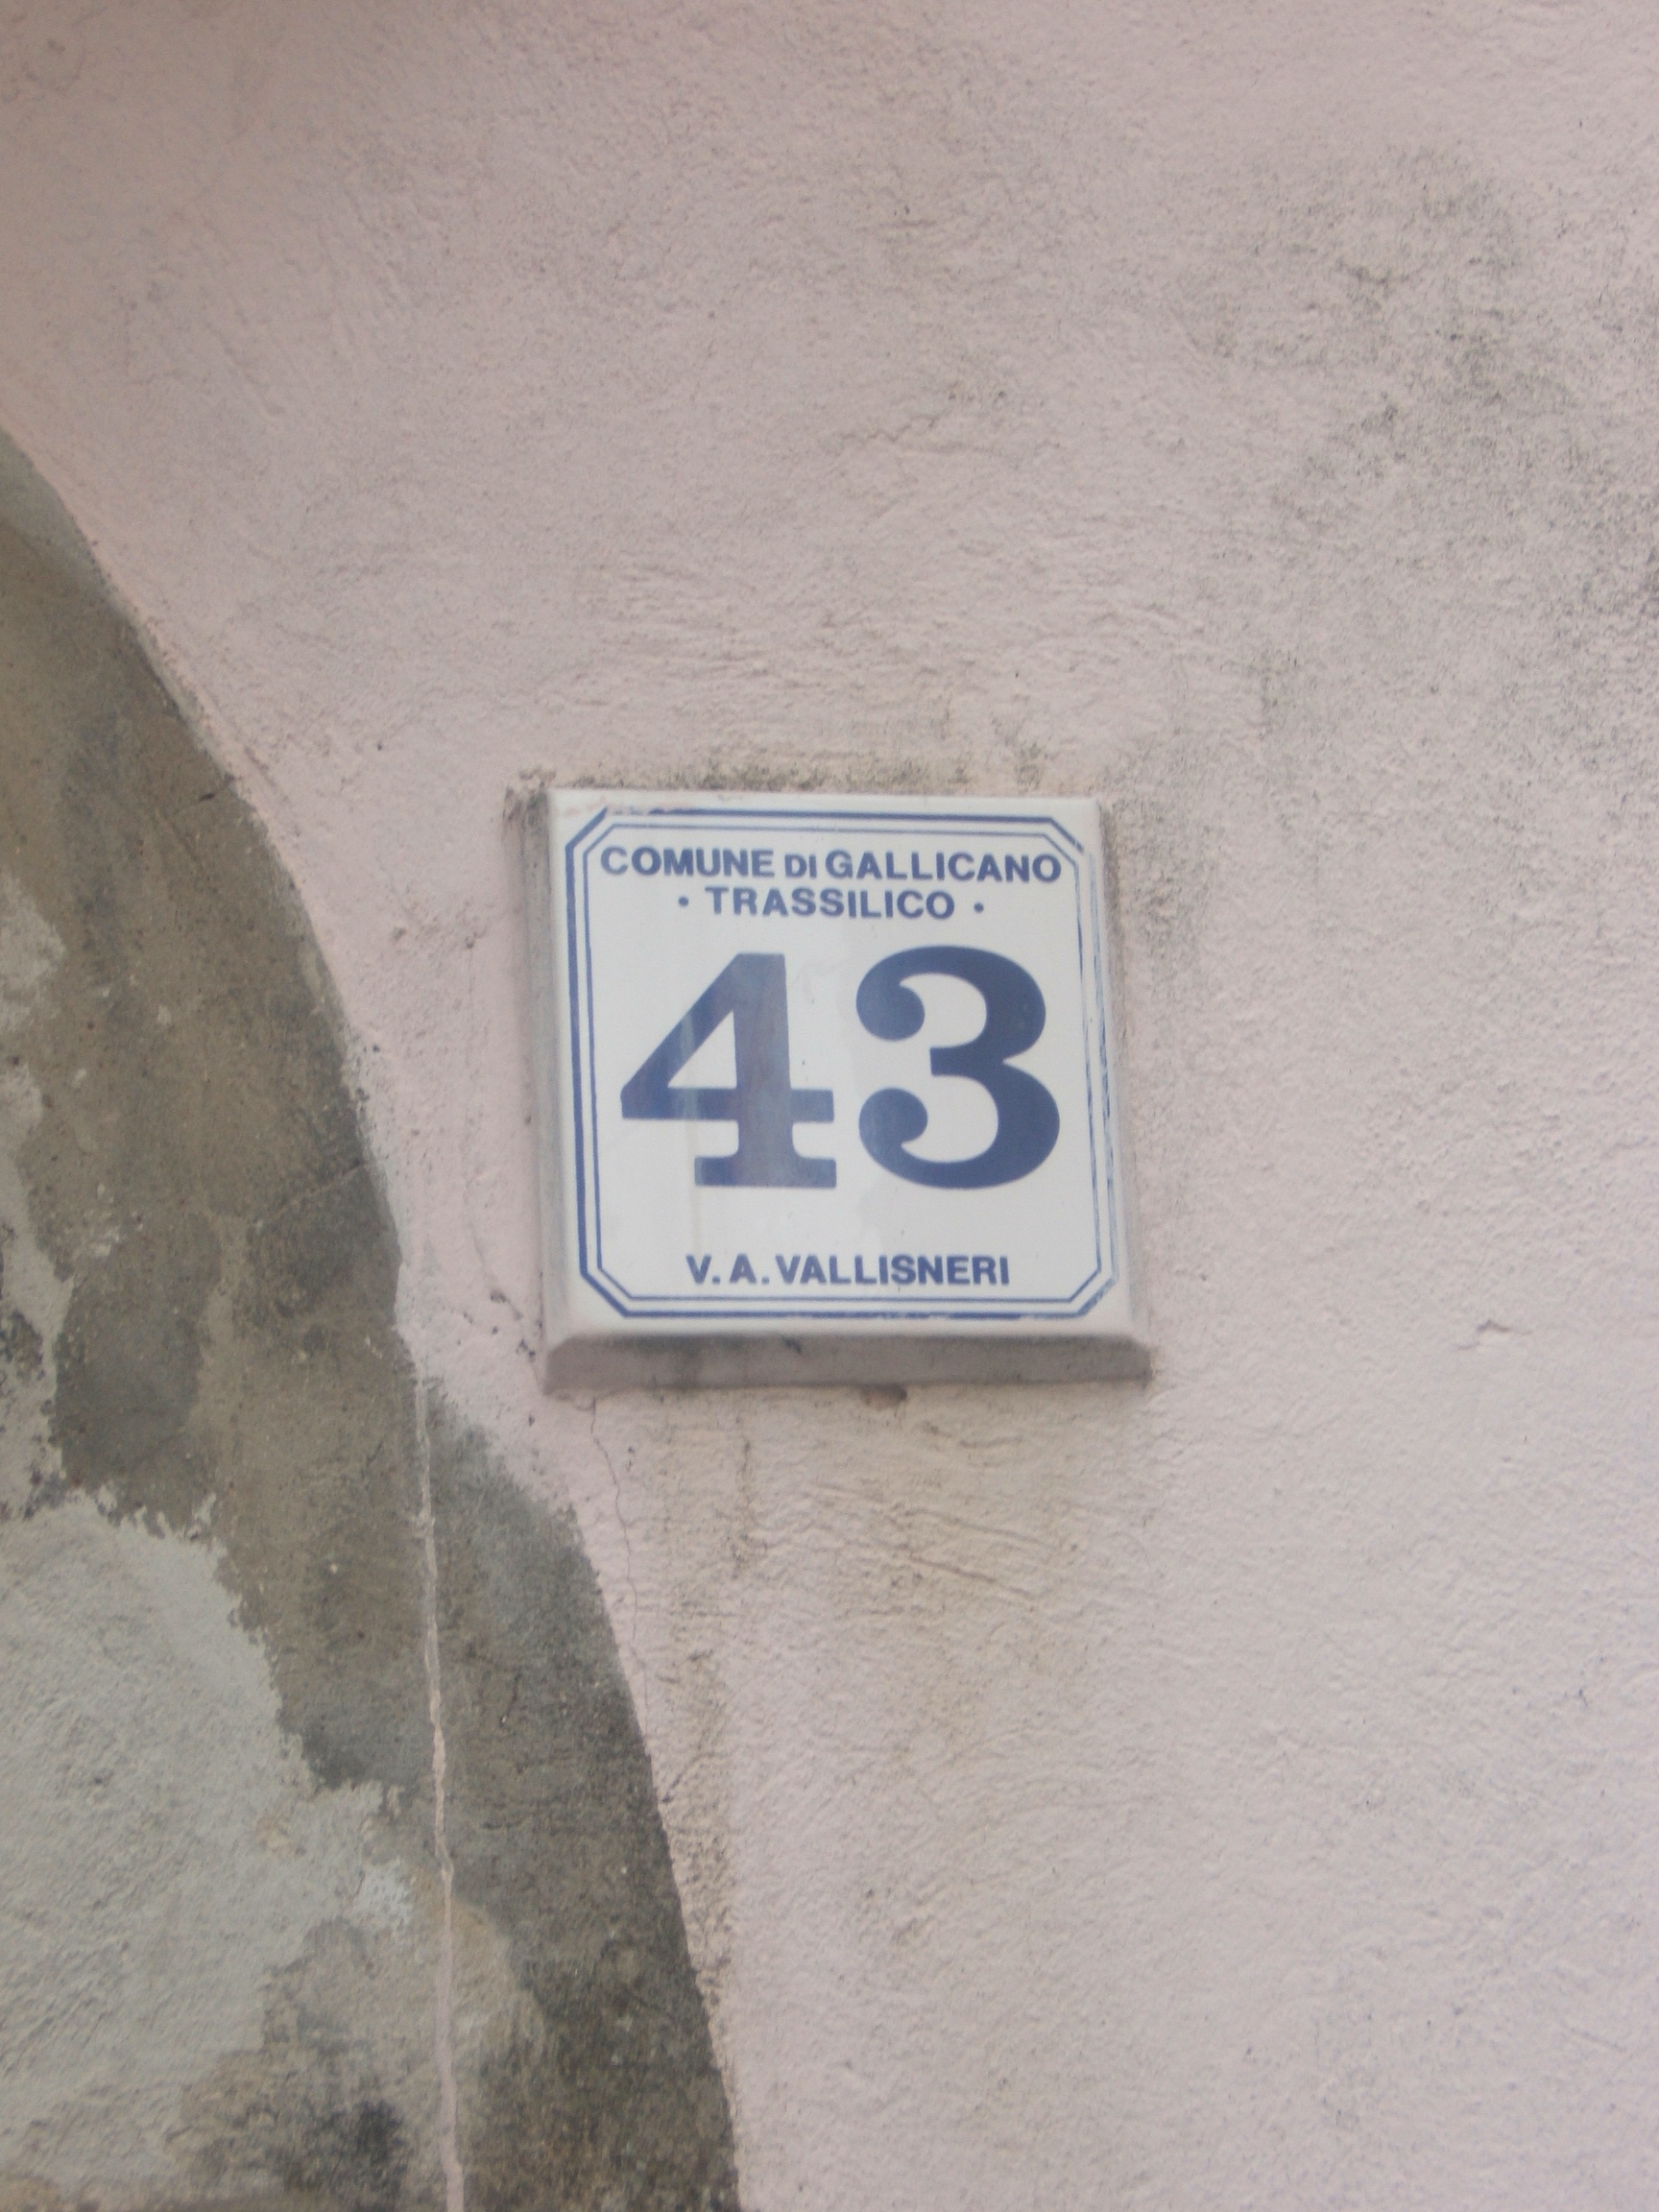 COMUNE DI GALLICANO
• TRASSILICO •
43
V. A. VALLISNERI